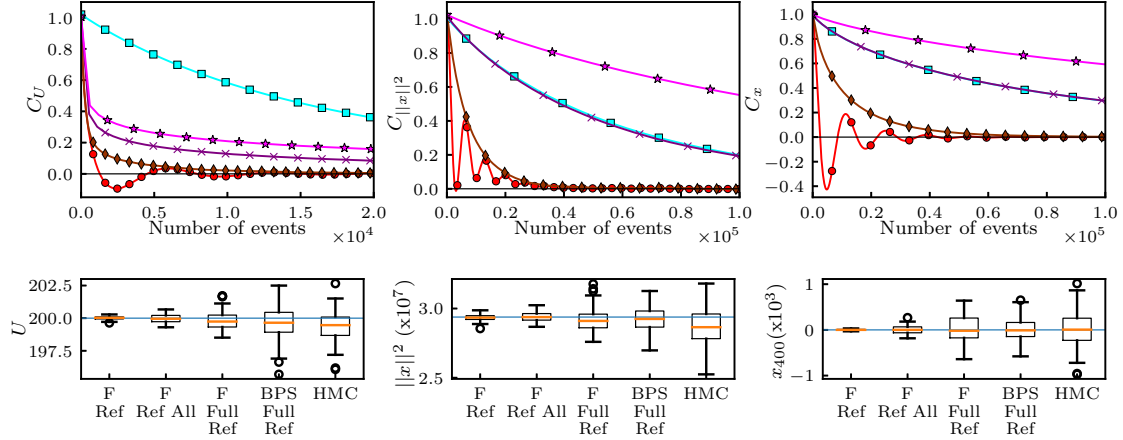 C_U
1.0
0.8
0.6
0.4
0.2
0.0
0.0 0.5 1.0 1.5 2.0
Number of events
×10^4
C_{||x||^2}
1.0
0.8
0.6
0.4
0.2
0.0
0.0 0.2 0.4 0.6 0.8 1.0
Number of events
×10^5
C_x
1.0
0.8
0.6
0.4
0.2
0.0
−0.2
−0.4
0.0 0.2 0.4 0.6 0.8 1.0
Number of events
×10^5
U
202.5
200.0
197.5
F Ref
F Ref All
F Full Ref
BPS Full Ref
HMC
||x||^2 (x10^7)
3.0
2.5
F Ref
F Ref All
F Full Ref
BPS Full Ref
HMC
x_400(x10^3)
1
0
−1
F Ref
F Ref All
F Full Ref
BPS Full Ref
HMC